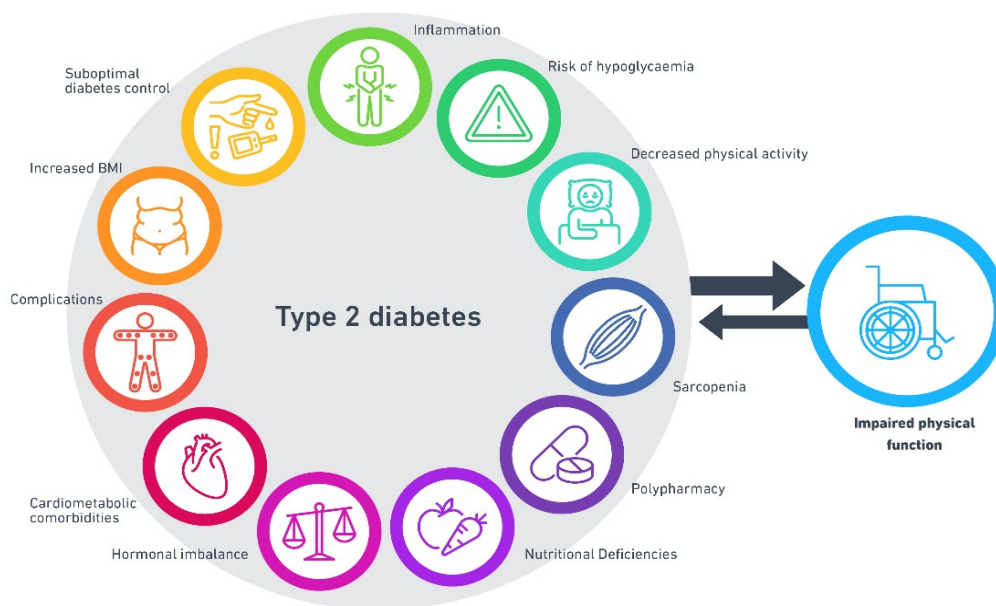 Inflammation
Risk of hypoglycaemia
Suboptimal
diabetes control
Decreased physical activity
Increased BMI
Complications
Type 2 diabetes
Sarcopenia
Impaired physical
function
Polypharmacy
Cardiometabolic
comorbidities
Hormonal imbalance
Nutritional Deficiencies